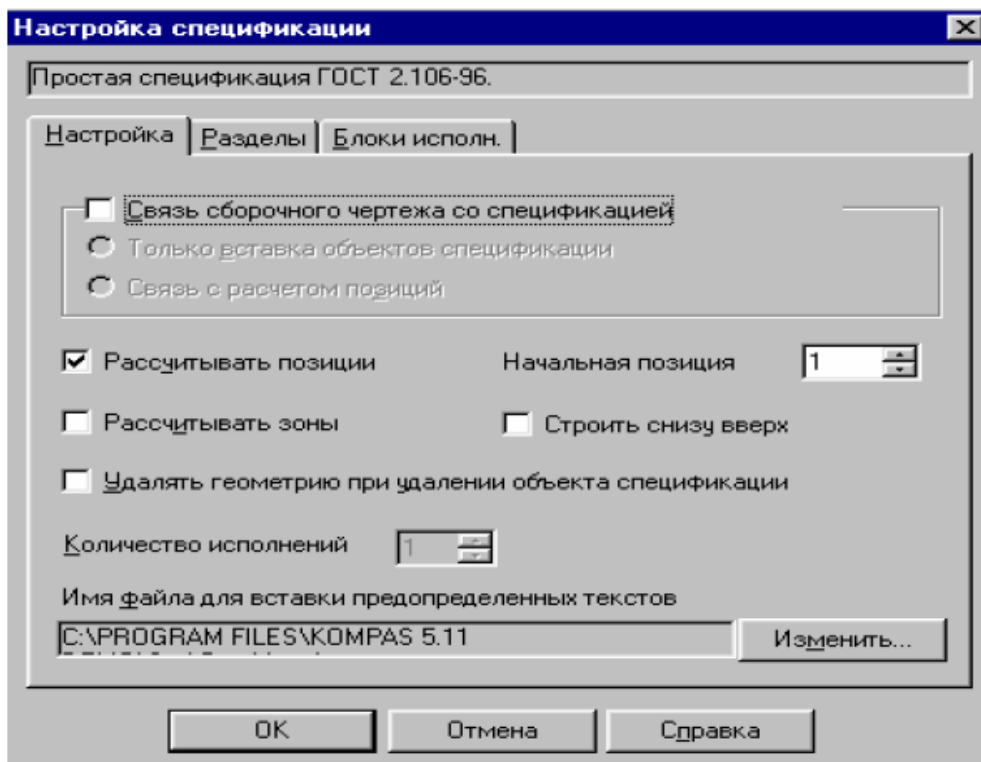 Настройка спецификации
Простая спецификация ГОСТ 2.106-96.
Настройка Разделы Блоки исполн.
Связь сборочного чертежа со спецификацией
Только вставка объектов спецификации
Связь с расчетом позиций
Рассчитывать позиции Начальная позиция 1
Рассчитывать зоны Строить снизу вверх
Удалять геометрию при удалении объекта спецификации
Количество исполнений 1
Имя файла для вставки предопределенных текстов
C:\PROGRAM FILES\KOMPAS 5.11 Изменить...
OK Отмена Справка